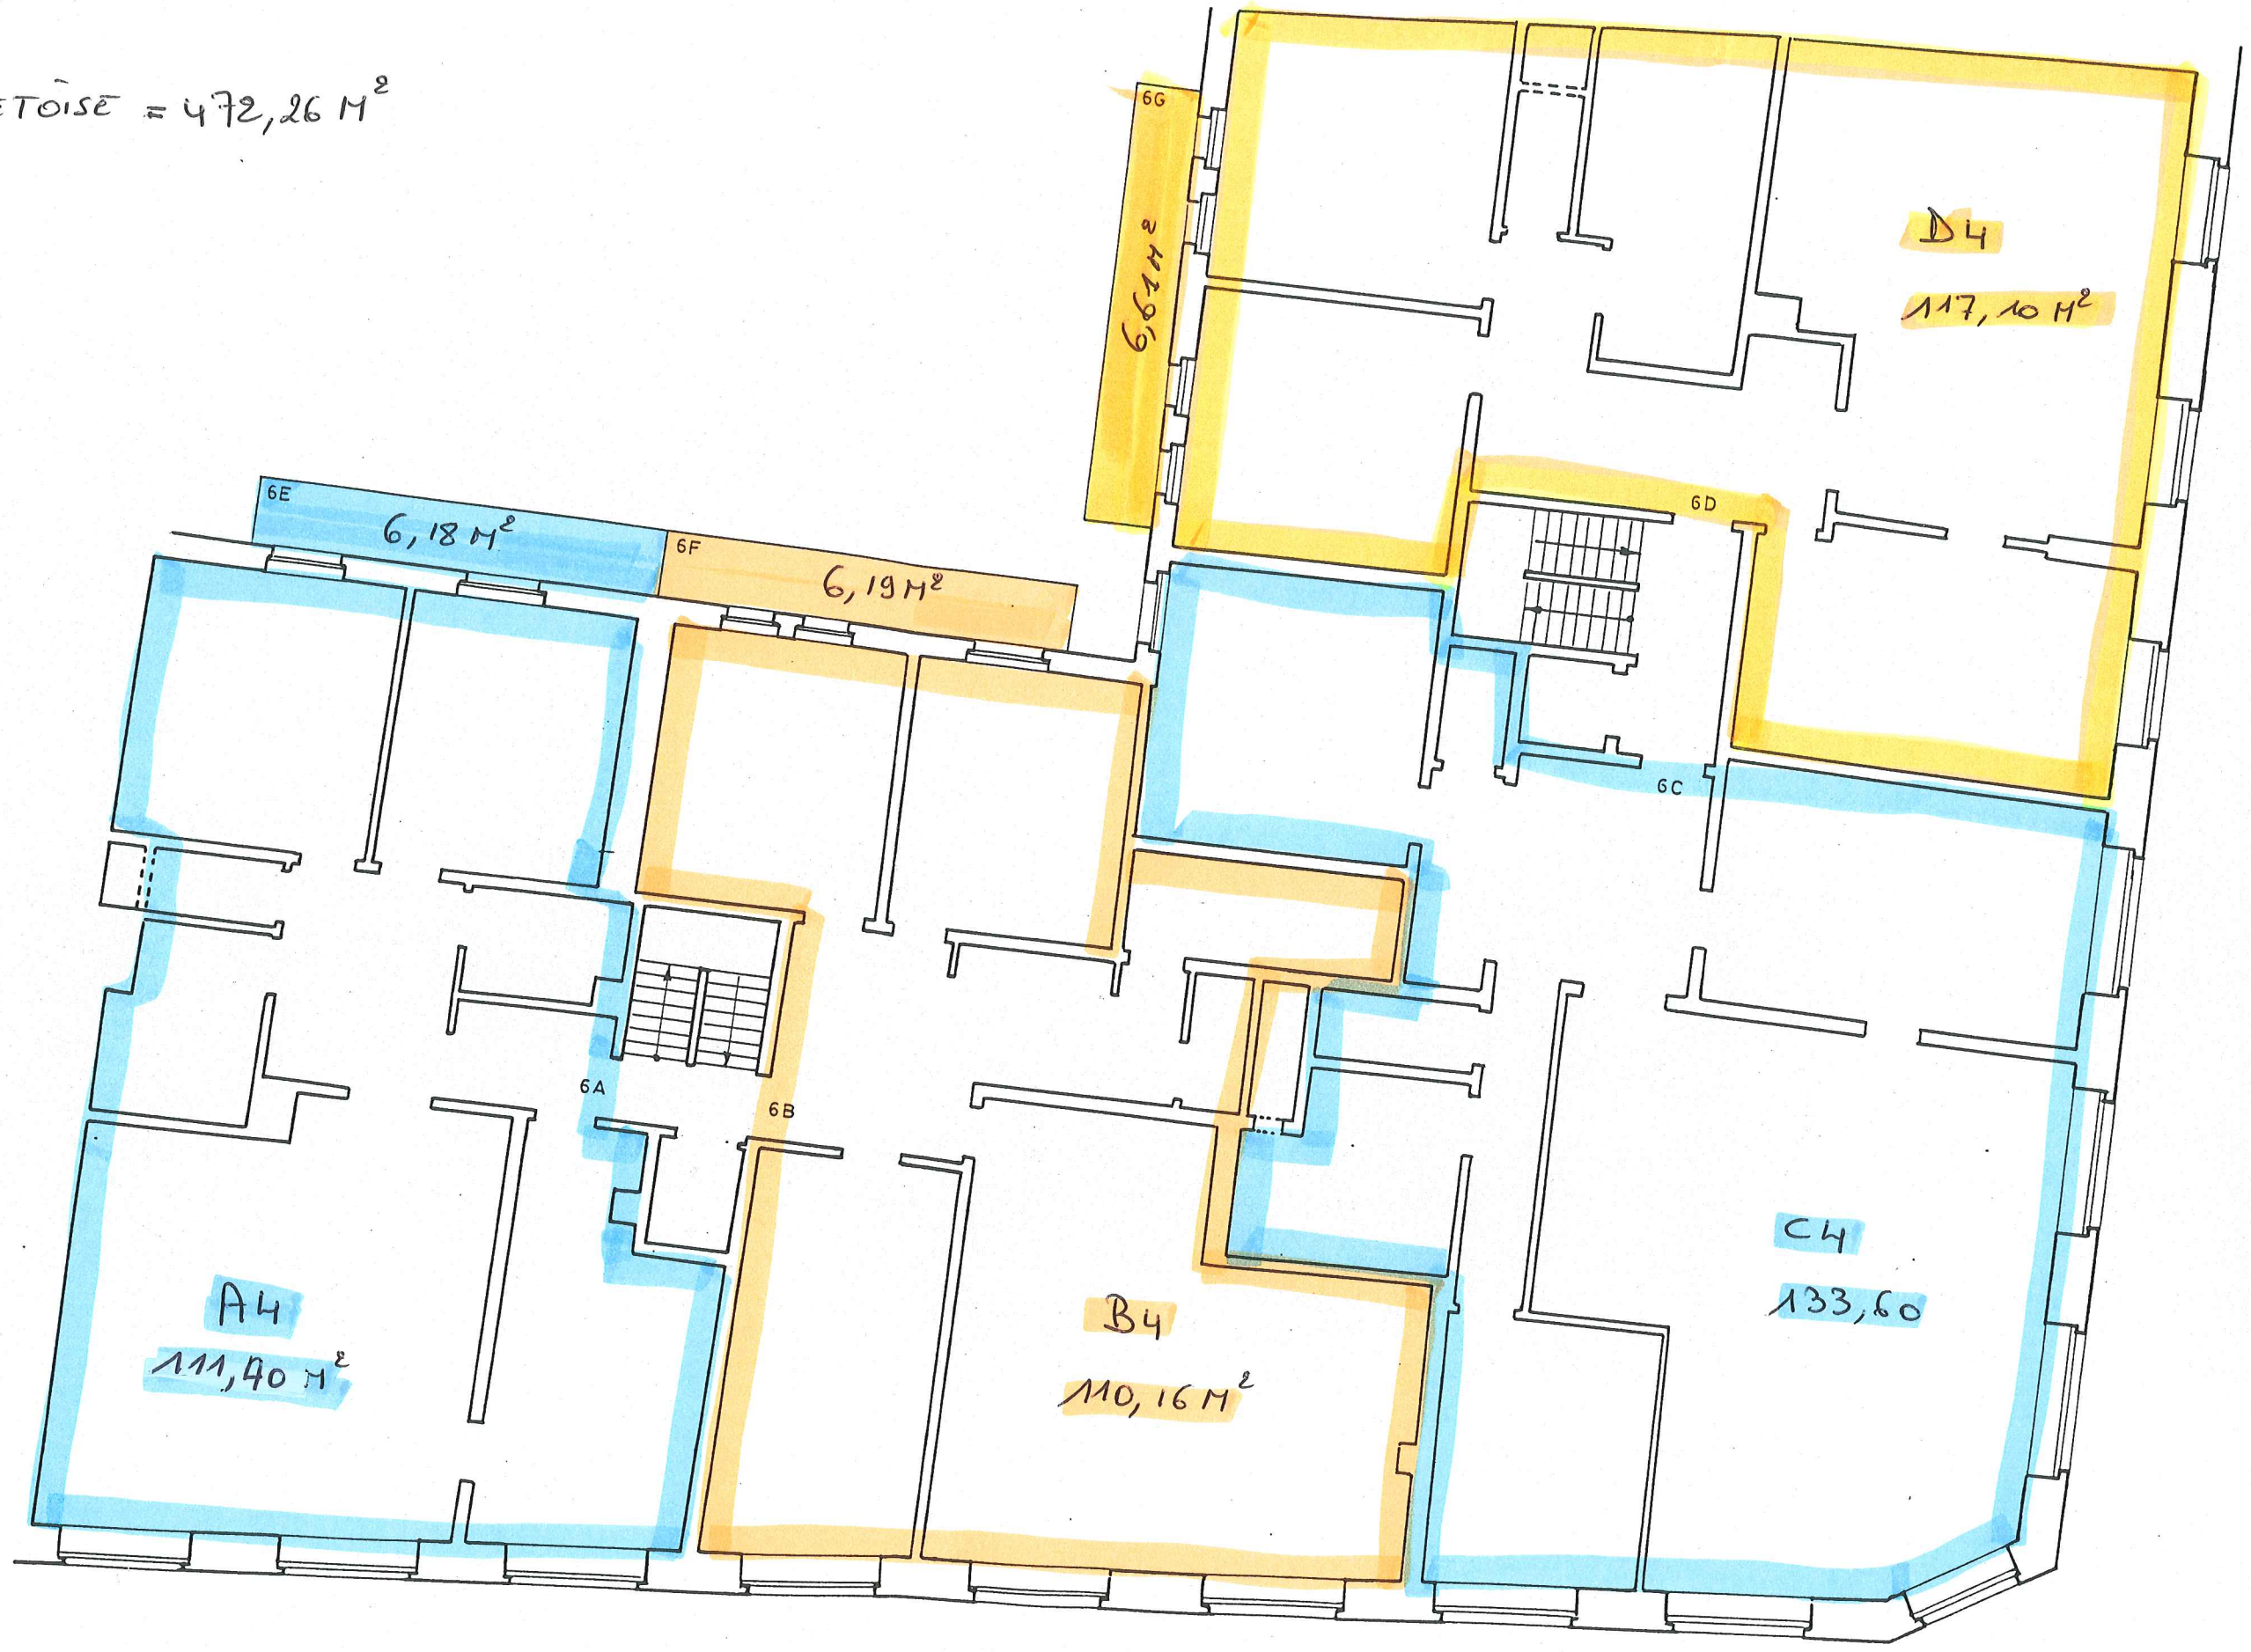 ETOISE = 472,26 M²
6G
6,61 M²
D4
117,10 M²
6E
6,18 M²
6F
6,19 M²
6D
6C
6A
6B
A4
111,40 M²
B4
110,16 M²
C4
133,60